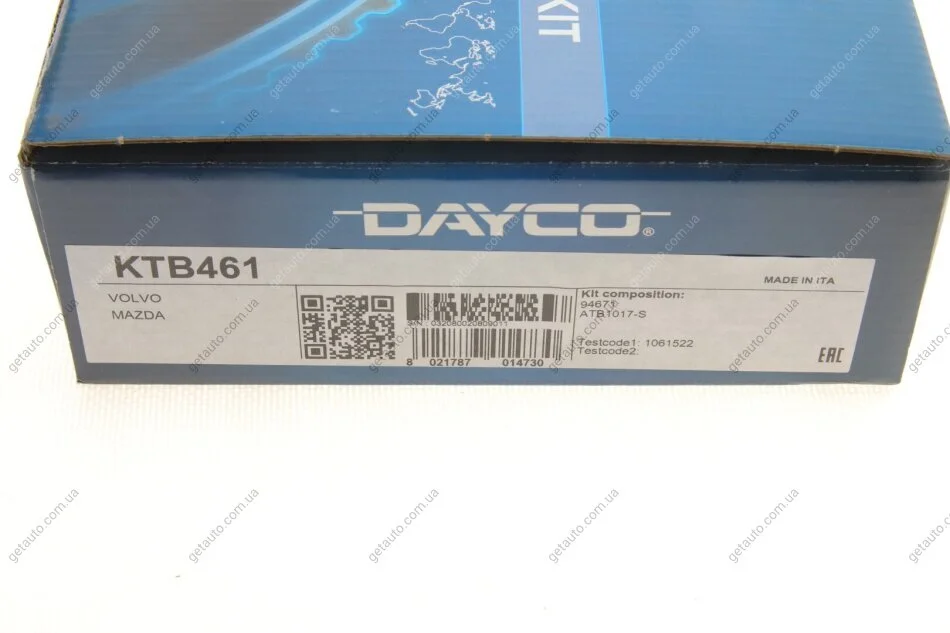 KIT
DAYCO®
KTB461
MADE IN ITA
VOLVO
MAZDA
Kit composition:
94671
ATB1017-S
S/N : 032080020809011
8 021787 014730
Testcode1: 1061522
Testcode2:
EAC
getauto.com.ua